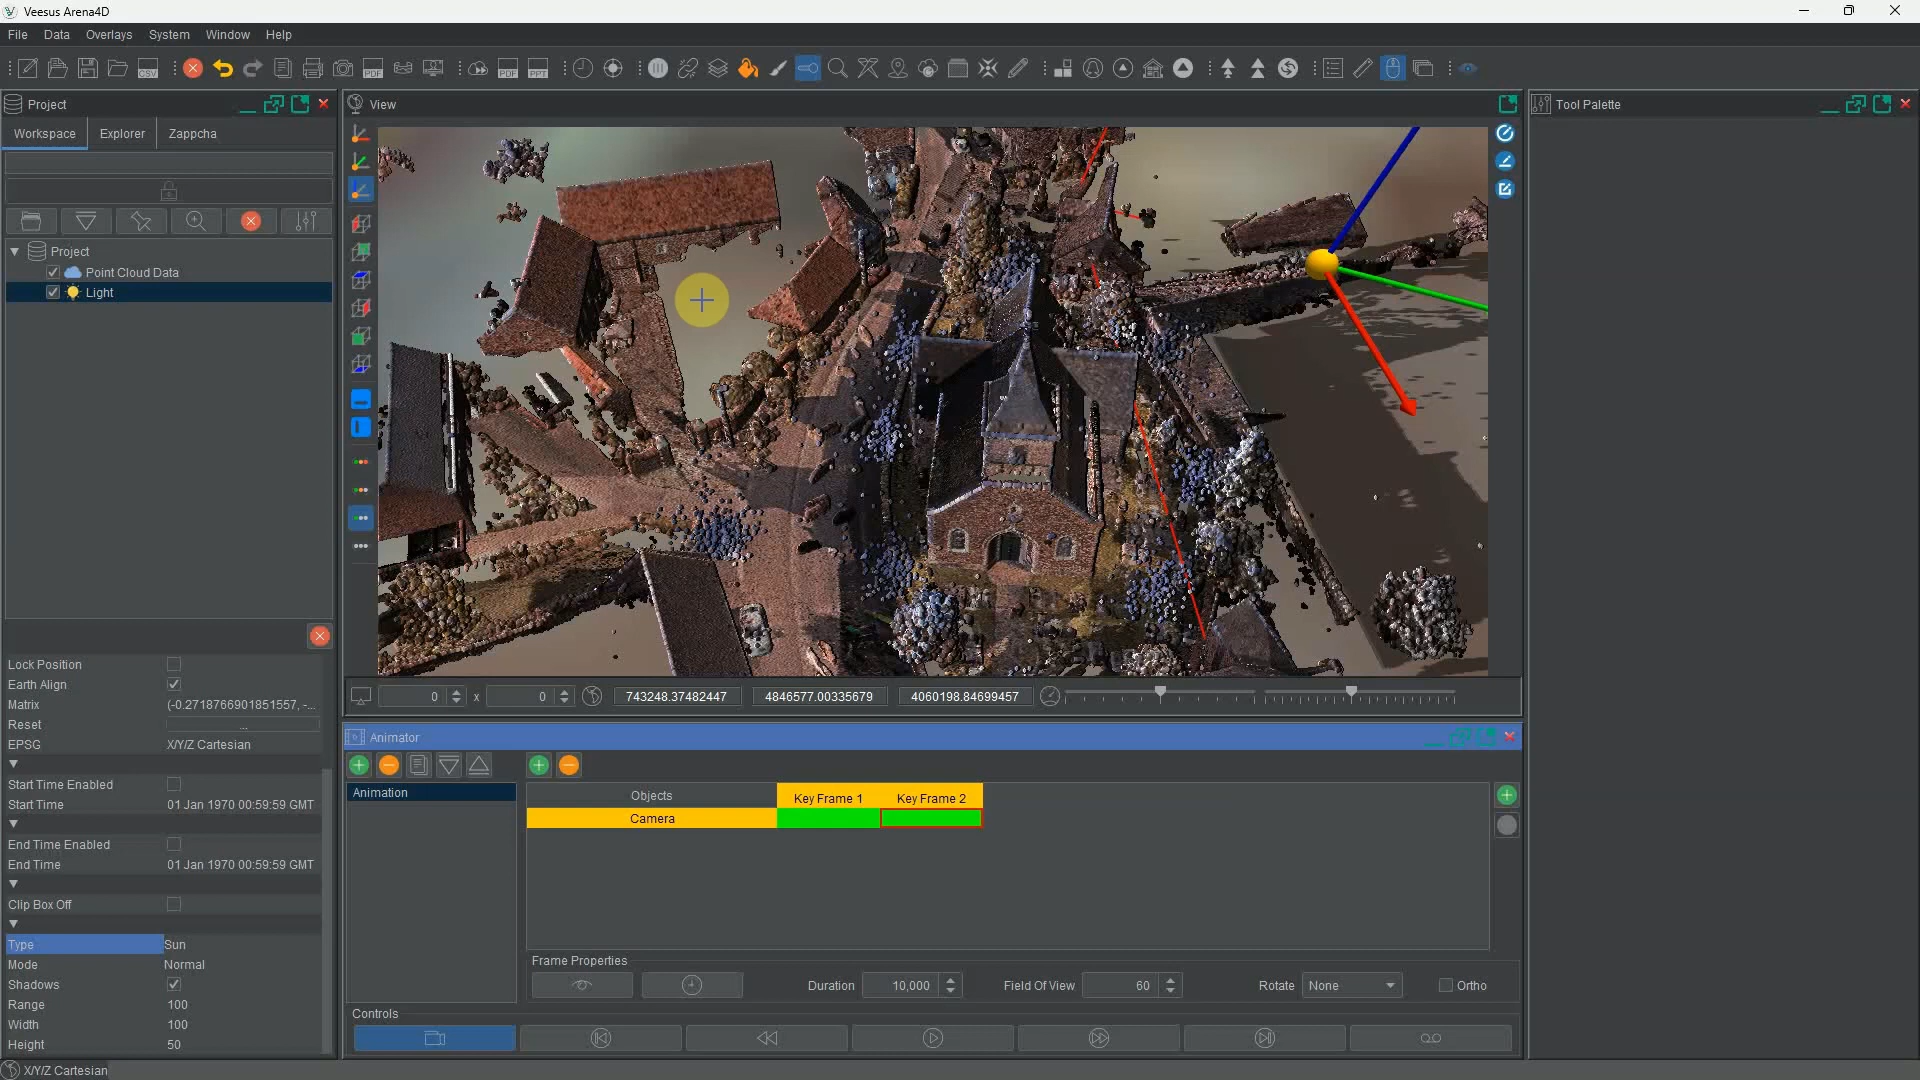 Veesus Arena4D
File Data Overlays System Window Help
CSV PDF PDF PPT
Project
View
Tool Palette
Workspace Explorer Zappcha
Project
Point Cloud Data
Light
Lock Position
Earth Align
Matrix (-0.2718766901851557, -...
Reset ...
EPSG X/Y/Z Cartesian
Start Time Enabled
Start Time 01 Jan 1970 00:59:59 GMT
End Time Enabled
End Time 01 Jan 1970 00:59:59 GMT
Clip Box Off
Type Sun
Mode Normal
Shadows
Range 100
Width 100
Height 50
0 x 0 743248.37482447 4846577.00335679 4060198.84699457
Animator
Animation
Objects Key Frame 1 Key Frame 2
Camera
Frame Properties
Duration 10,000 Field Of View 60 Rotate None Ortho
Controls
X/Y/Z Cartesian